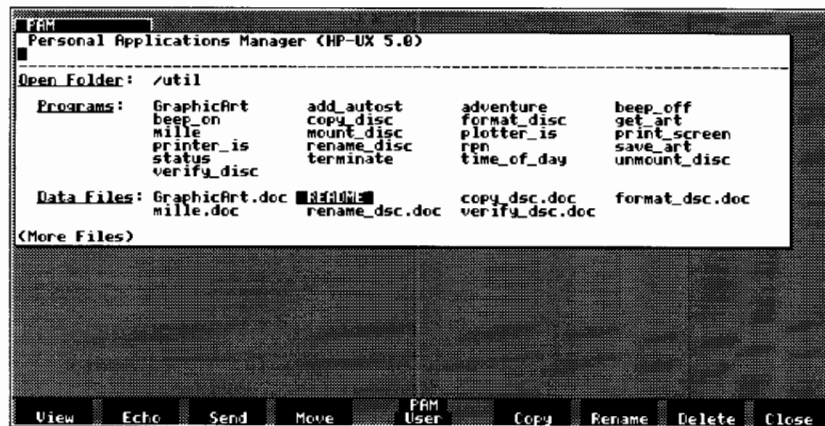 PAM
Personal Applications Manager (HP-UX 5.0)
Open Folder: /util
Programs: GraphicArt add_autost adventure beep_off
beep_on copy_disc format_disc get_art
mille mount_disc plotter_is print_screen
printer_is rename_disc rpn save_art
status terminate time_of_day unmount_disc
verify_disc
Data Files: GraphicArt.doc README copy_dsc.doc format_dsc.doc
mille.doc rename_dsc.doc verify_dsc.doc
(More Files)
View Echo Send Move PAM User Copy Rename Delete Close